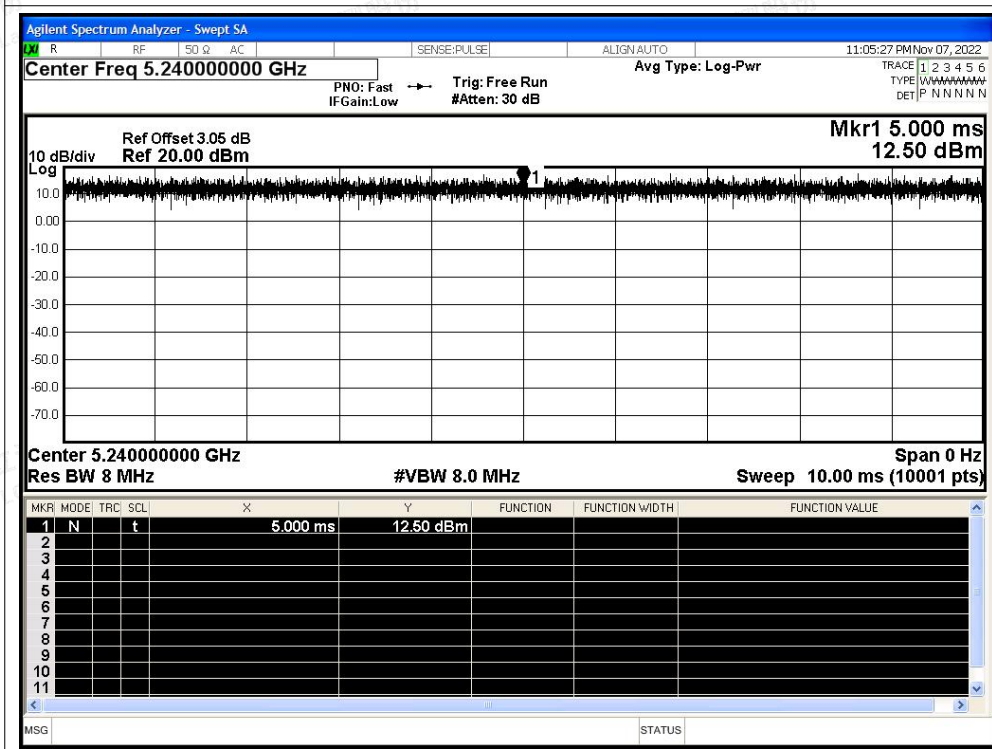 Agilent Spectrum Analyzer - Swept SA
LXI R RF 50 Ω AC SENSE:PULSE ALIGN AUTO 11:05:27 PM Nov 07, 2022
Center Freq 5.240000000 GHz
PNO: Fast
IFGain:Low
Trig: Free Run
#Atten: 30 dB
Avg Type: Log-Pwr
TRACE 1 2 3 4 5 6
TYPE WWWWWW
DET P N N N N N
Mkr1 5.000 ms
12.50 dBm
Ref Offset 3.05 dB
10 dB/div Ref 20.00 dBm
Log
1
10.0
0.00
-10.0
-20.0
-30.0
-40.0
-50.0
-60.0
-70.0
Center 5.240000000 GHz Span 0 Hz
Res BW 8 MHz #VBW 8.0 MHz Sweep 10.00 ms (10001 pts)
MKR MODE TRC SCL X Y FUNCTION FUNCTION WIDTH FUNCTION VALUE
1 N t 5.000 ms 12.50 dBm
2
3
4
5
6
7
8
9
10
11
MSG STATUS